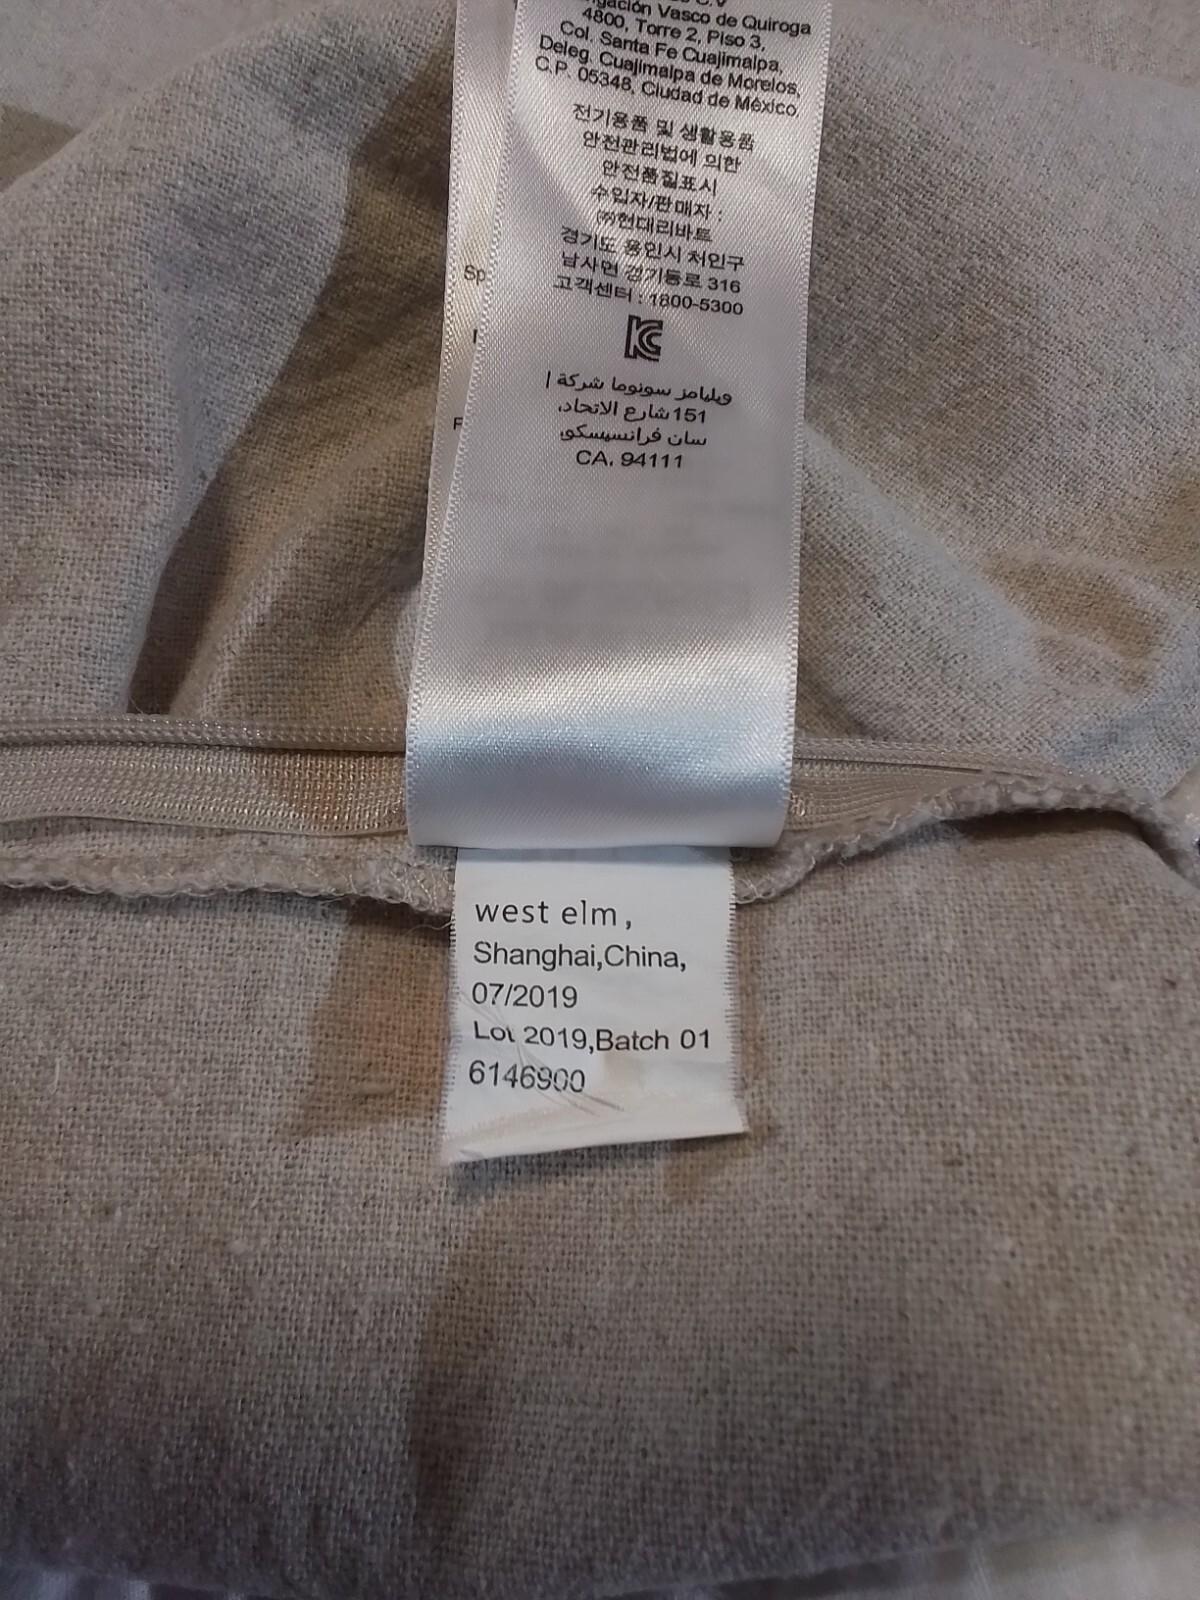 C.V
ngación Vasco de Quiroga
4800, Torre 2, Piso 3,
Col. Santa Fe Cuajimalpa,
Deleg. Cuajimalpa de Morelos,
C.P. 05348, Ciudad de México
전기용품 및 생활용품
안전관리법에 의한
안전품질표시
수입자/판매자 :
㈜현대리바트
경기도 용인시 처인구
남사면 경기동로 316
고객센터 : 1800-5300
KC
ويليامز سونوما شركة |
151 شارع الاتحاد،
سان فرانسيسكو،
CA، 94111
Sp
F
west elm,
Shanghai,China,
07/2019
Lot 2019,Batch 01
6146900